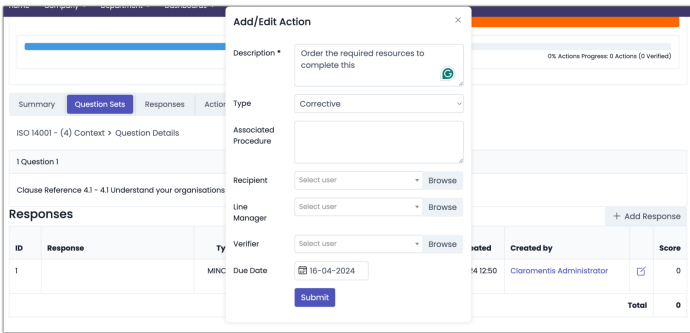 Home Company Department Dashboards
Add/Edit Action ×
Description * Order the required resources to
complete this
G
0% Actions Progress: 0 Actions (0 Verified)
Type Corrective
Summary Question Sets Responses Action
Associated
Procedure
ISO 14001 - (4) Context > Question Details
1 Question 1
Recipient Select user Browse
Clause Reference 4.1 - 4.1 Understand your organisations
Line
Manager Select user Browse
Responses
+ Add Response
Verifier Select user Browse
ID Response Ty eated Created by Score
Due Date 16-04-2024
1 MINO 24 12:50 Claromentis Administrator 0
Submit
Total 0